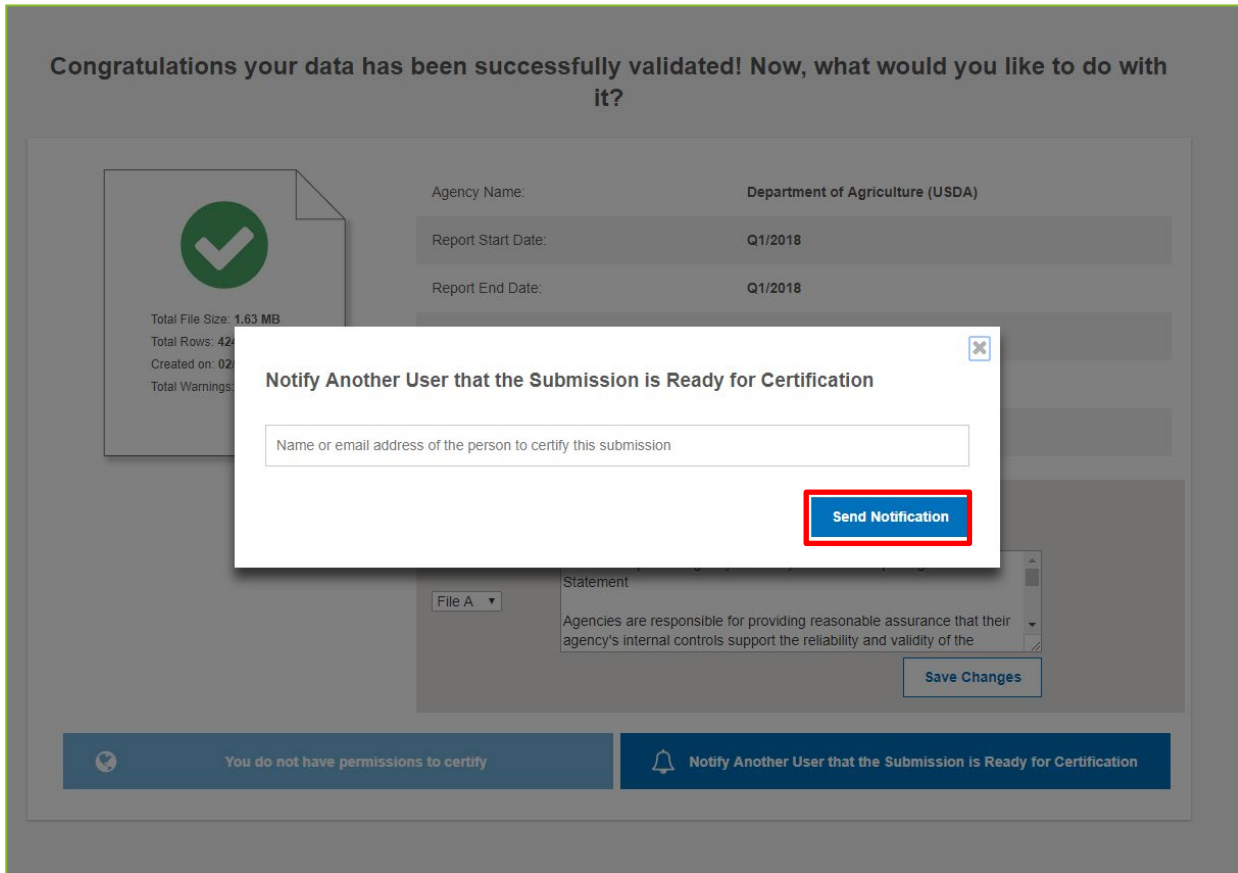 Congratulations your data has been successfully validated! Now, what would you like to do with
it?
Agency Name: Department of Agriculture (USDA)
Report Start Date: Q1/2018
Report End Date: Q1/2018
Total File Size: 1.63 MB
Total Rows: 424
Created on: 02/
Total Warnings:
Notify Another User that the Submission is Ready for Certification
Name or email address of the person to certify this submission
Send Notification
Statement
File A
Agencies are responsible for providing reasonable assurance that their
agency's internal controls support the reliability and validity of the
Save Changes
You do not have permissions to certify
Notify Another User that the Submission is Ready for Certification